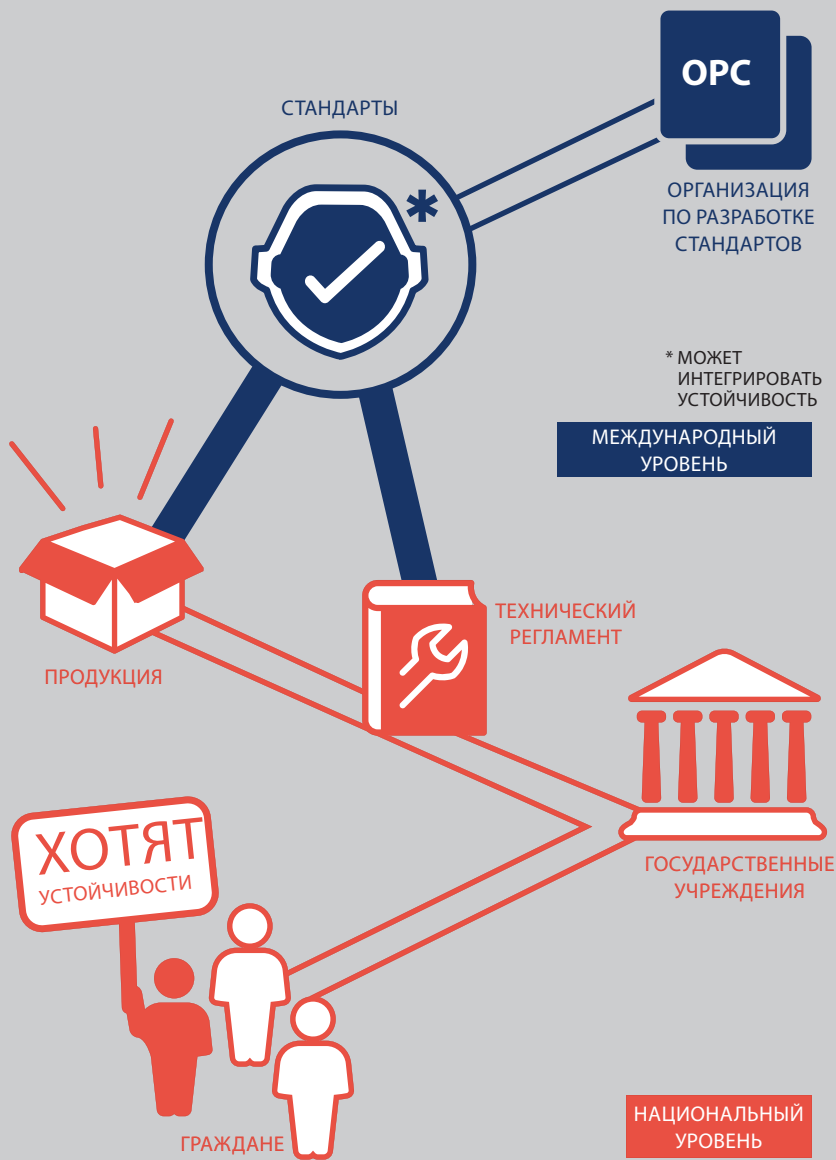 ОРС
СТАНДАРТЫ
ОРГАНИЗАЦИЯ
ПО РАЗРАБОТКЕ
СТАНДАРТОВ
* МОЖЕТ
ИНТЕГРИРОВАТЬ
УСТОЙЧИВОСТЬ
МЕЖДУНАРОДНЫЙ
УРОВЕНЬ
ТЕХНИЧЕСКИЙ
РЕГЛАМЕНТ
ПРОДУКЦИЯ
ХОТЯТ
УСТОЙЧИВОСТИ
ГОСУДАРСТВЕННЫЕ
УЧРЕЖДЕНИЯ
ГРАЖДАНЕ
НАЦИОНАЛЬНЫЙ
УРОВЕНЬ